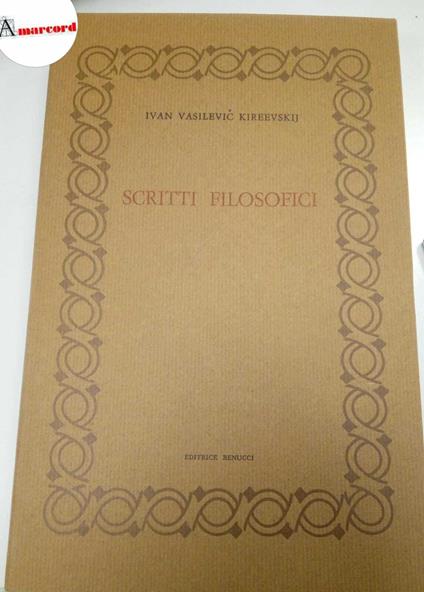 Amarcord
IVAN VASILEVIČ KIREEVSKIJ
SCRITTI FILOSOFICI
EDITRICE BENUCCI